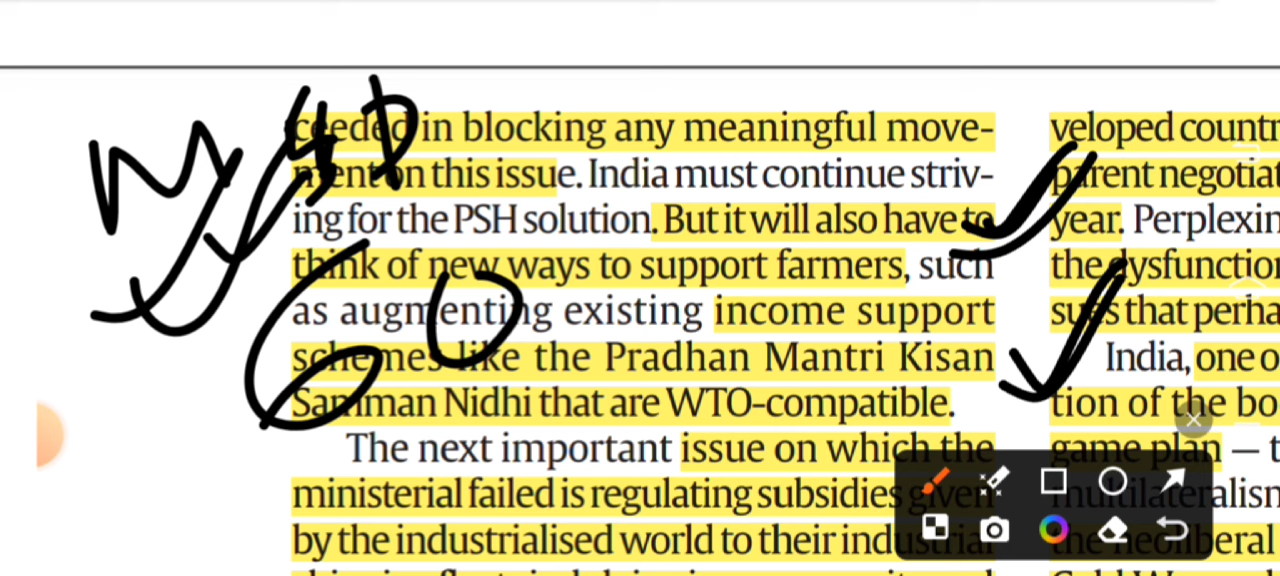 ceeded in blocking any meaningful move-
ment on this issue. India must continue striv-
ing for the PSH solution. But it will also have to
think of new ways to support farmers, such
as augmenting existing income support
schemes like the Pradhan Mantri Kisan
Samman Nidhi that are WTO-compatible.
The next important issue on which the
ministerial failed is regulating subsidies given
by the industrialised world to their industrial
60
veloped countr
parent negotiat
year. Perplexin
the dysfunction
sues that perha
India, one o
tion of the bo
game plan — t
multilateralism
the neoliberal